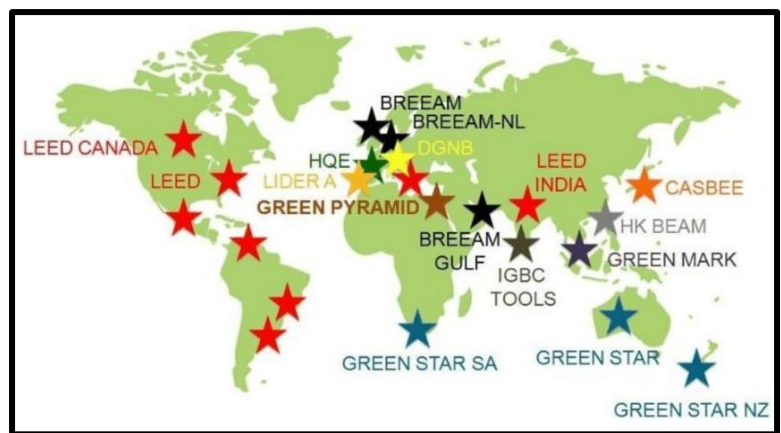 BREEAM
BREEAM-NL
LEED CANADA
DGNB
HQE
LEED
INDIA
LEED
LIDER A
CASBEE
GREEN PYRAMID
HK BEAM
BREEAM
GULF
GREEN MARK
IGBC
TOOLS
GREEN STAR SA
GREEN STAR
GREEN STAR NZ